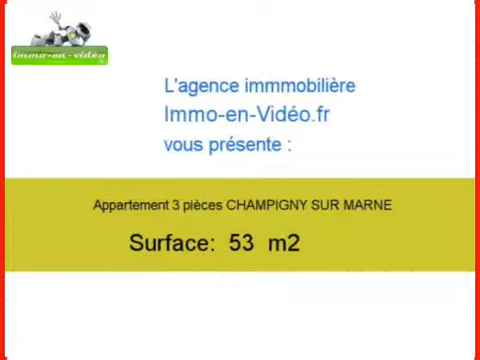 immo-en-vidéo
L'agence immmobilière
Immo-en-Vidéo.fr
vous présente :
Appartement 3 pièces CHAMPIGNY SUR MARNE
Surface: 53 m2